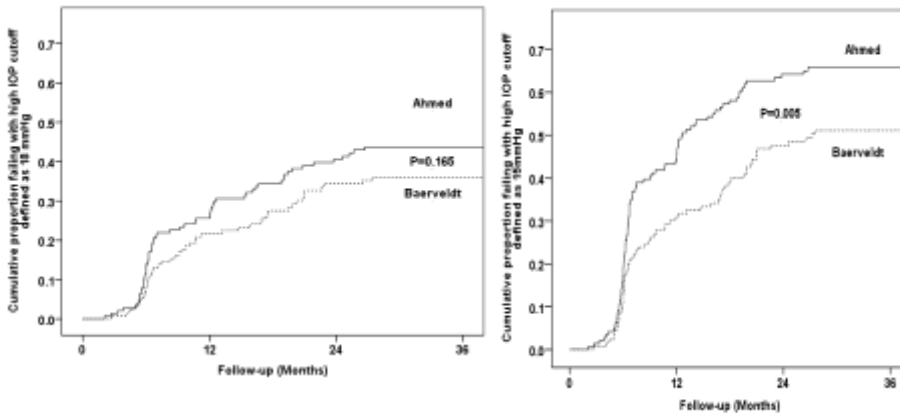 Cumulative proportion failing with high IOP cutoff
defined as 18 mmHg
0.7
0.6
0.5
0.4
0.3
0.2
0.1
0.0
Ahmed
P=0.165
Baerveldt
0
12
24
36
Follow-up (Months)
Cumulative proportion failing with high IOP cutoff
defined as 15mmHg
0.7
0.6
0.5
0.4
0.3
0.2
0.1
0.0
Ahmed
P=0.005
Baerveldt
0
12
24
36
Follow-up (Months)